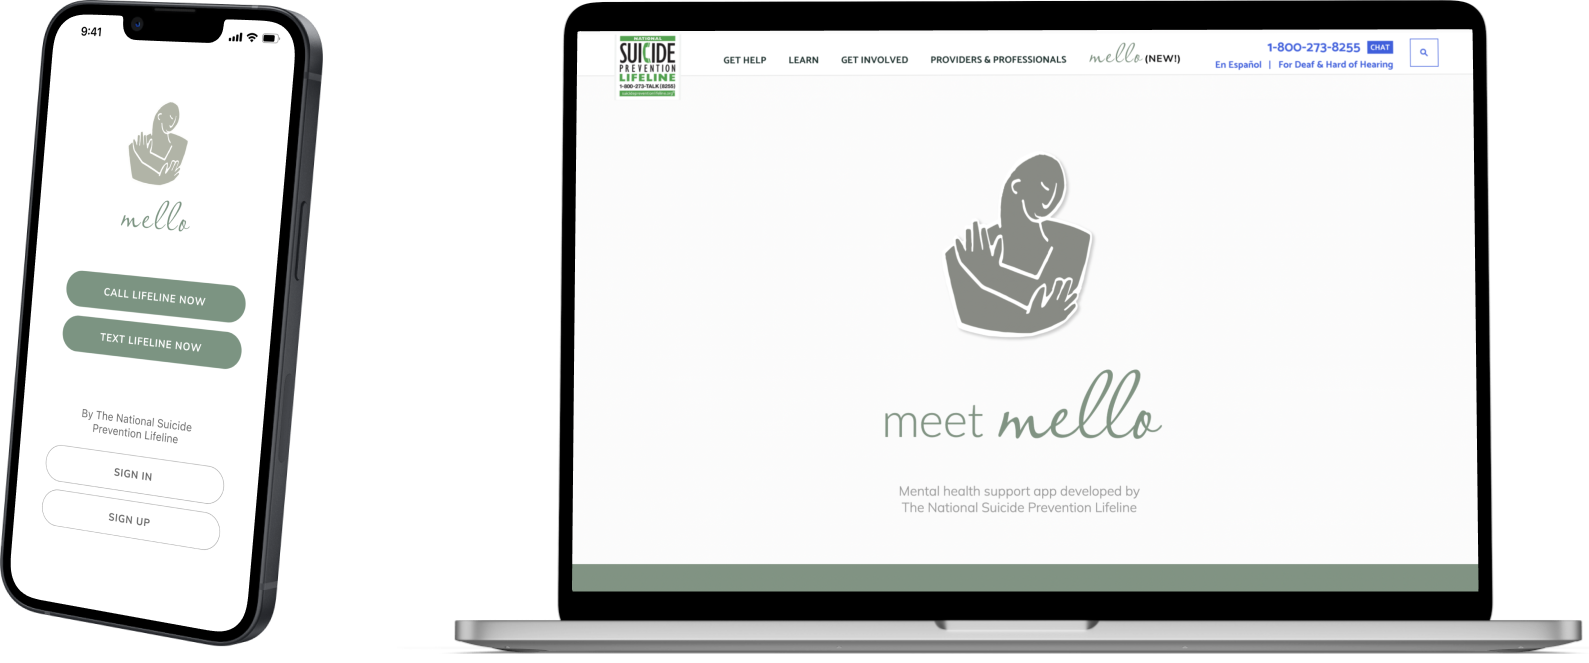 9:41
mello
CALL LIFELINE NOW
TEXT LIFELINE NOW
By The National Suicide
Prevention Lifeline
SIGN IN
SIGN UP
NATIONAL
SUICIDE
PREVENTION
LIFELINE
1-800-273-TALK (8255)
GET HELP
LEARN
GET INVOLVED
PROVIDERS & PROFESSIONALS
mello (NEW!)
1-800-273-8255 CHAT
En Español | For Deaf & Hard of Hearing
meet mello
Mental health support app developed by
The National Suicide Prevention Lifeline